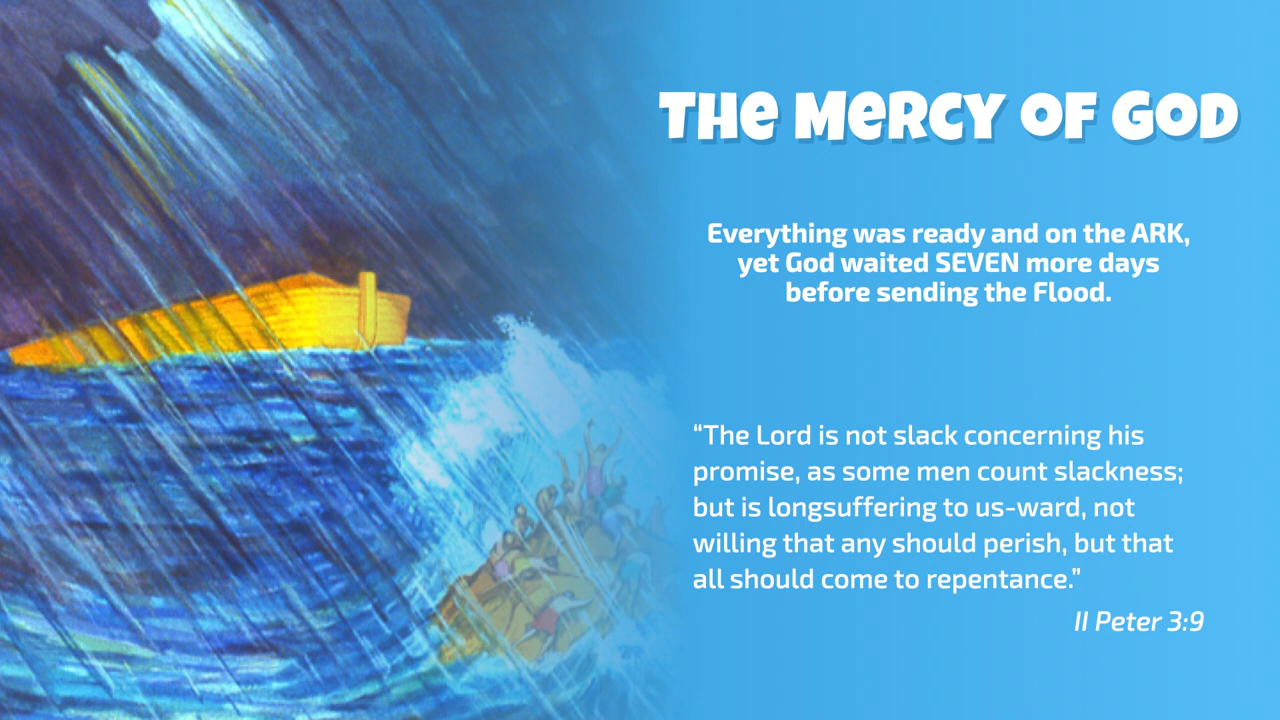 THe MeRCY OF GOD
Everything was ready and on the ARK,
yet God waited SEVEN more days
before sending the Flood.
“The Lord is not slack concerning his
promise, as some men count slackness;
but is longsuffering to us-ward, not
willing that any should perish, but that
all should come to repentance.”
II Peter 3:9